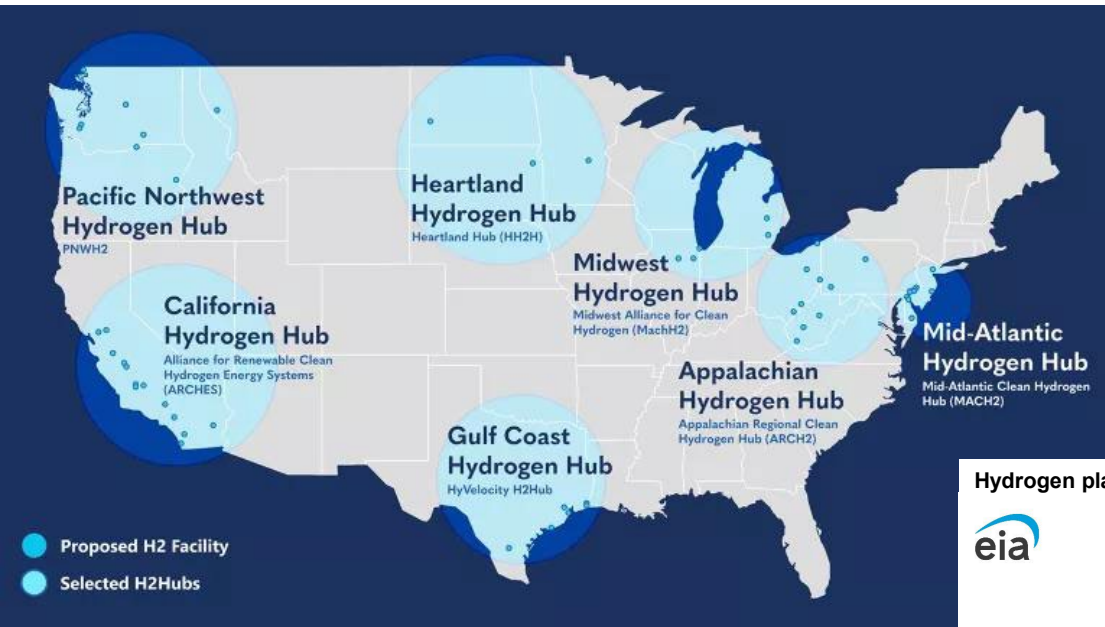 Pacific Northwest
Hydrogen Hub
PNWH2
Heartland
Hydrogen Hub
Heartland Hub (HH2H)
Midwest
Hydrogen Hub
Midwest Alliance for Clean
Hydrogen (MachH2)
California
Hydrogen Hub
Alliance for Renewable Clean
Hydrogen Energy Systems
(ARCHES)
Mid-Atlantic
Hydrogen Hub
Mid-Atlantic Clean Hydrogen
Hub (MACH2)
Appalachian
Hydrogen Hub
Appalachian Regional Clean
Hydrogen Hub (ARCH2)
Gulf Coast
Hydrogen Hub
HyVelocity H2Hub
Proposed H2 Facility
Selected H2Hubs
Hydrogen pla
eia